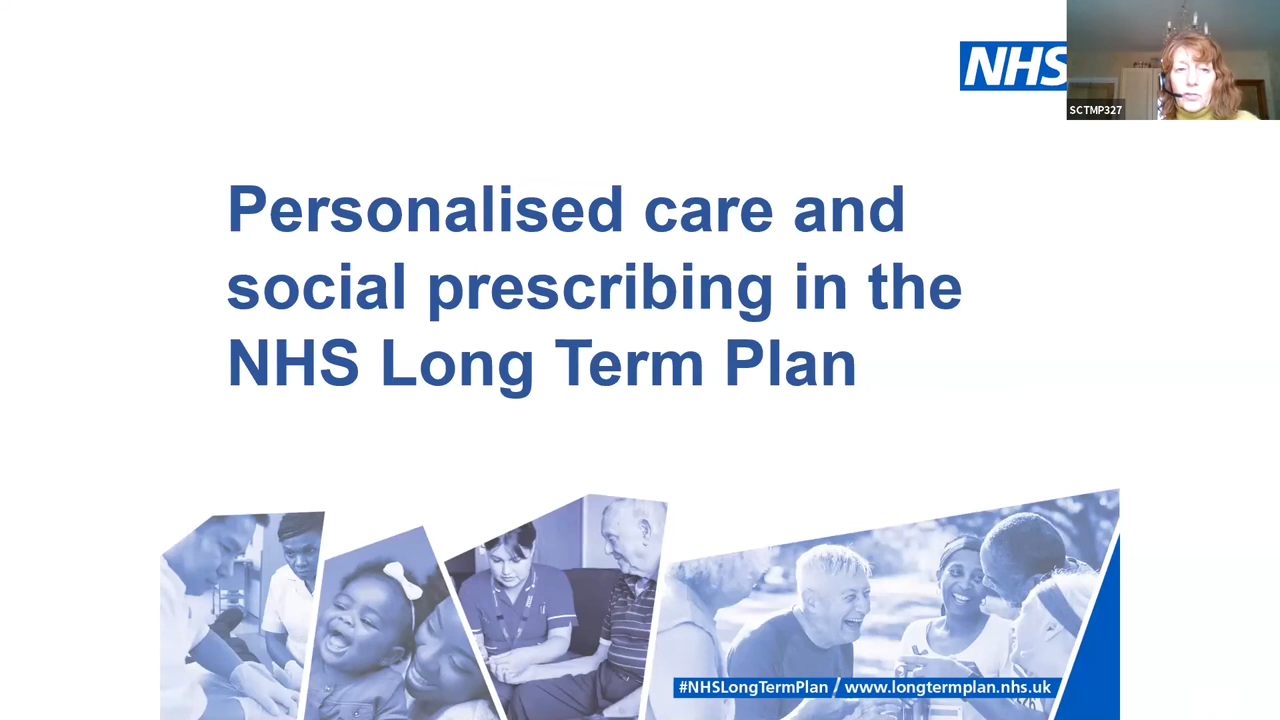 NHS
SCTMP327
Personalised care and
social prescribing in the
NHS Long Term Plan
#NHSLongTermPlan / www.longtermplan.nhs.uk